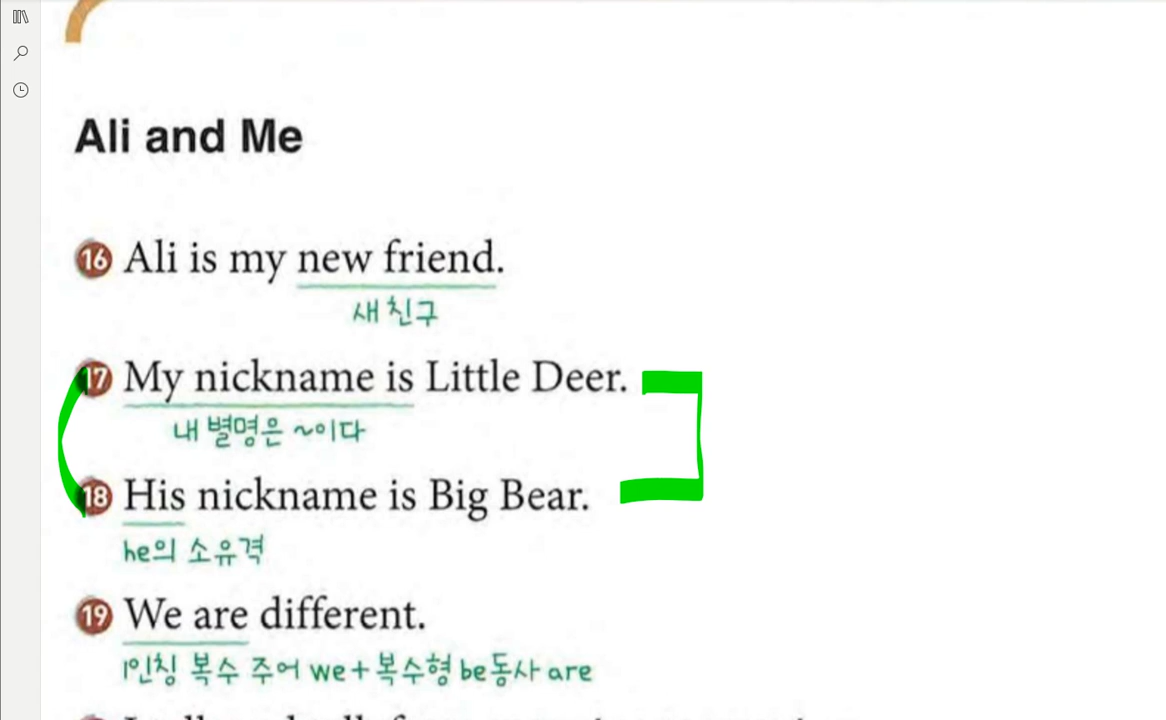 Ali and Me
16 Ali is my new friend.
새 친구
17 My nickname is Little Deer.
내 별명은 ~이다
18 His nickname is Big Bear.
he의 소유격
19 We are different.
1인칭 복수 주어 we+복수형 be동사 are